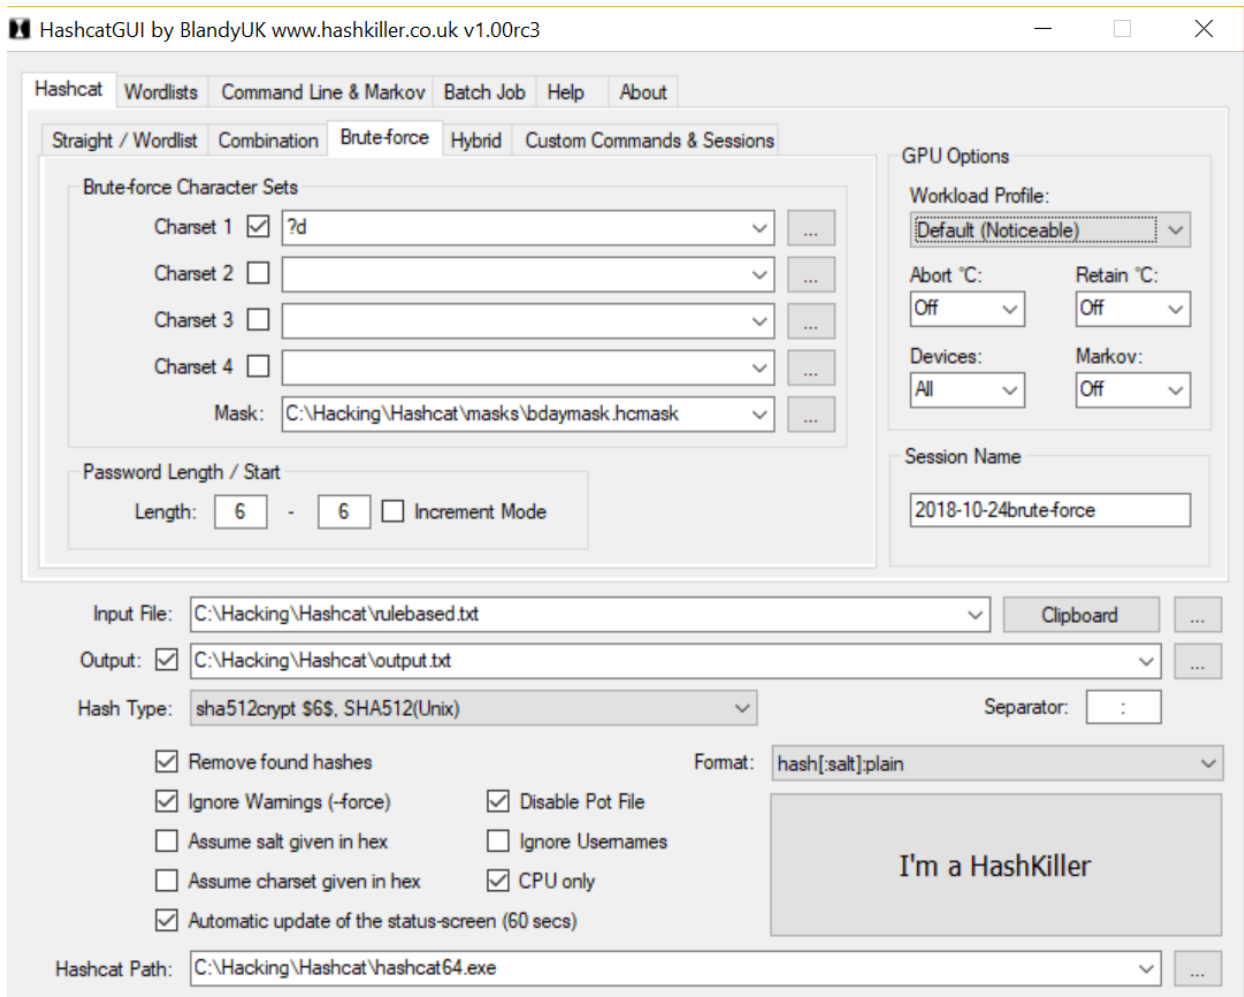 HashcatGUI by BlandyUK www.hashkiller.co.uk v1.00rc3
Hashcat Wordlists Command Line & Markov Batch Job Help About
Straight / Wordlist Combination Brute-force Hybrid Custom Commands & Sessions
Brute-force Character Sets
Charset 1 ?d ...
Charset 2 ...
Charset 3 ...
Charset 4 ...
Mask: C:\Hacking\Hashcat\masks\bdaymask.hcmask ...
Password Length / Start
Length: 6 - 6 Increment Mode
GPU Options
Workload Profile:
Default (Noticeable)
Abort °C: Retain °C:
Off Off
Devices: Markov:
All Off
Session Name
2018-10-24brute-force
Input File: C:\Hacking\Hashcat\rulebased.txt Clipboard ...
Output: C:\Hacking\Hashcat\output.txt ...
Hash Type: sha512crypt $6$, SHA512(Unix) Separator: :
Remove found hashes Format: hash[:salt]:plain
Ignore Warnings (--force) Disable Pot File
Assume salt given in hex Ignore Usernames
Assume charset given in hex CPU only
Automatic update of the status-screen (60 secs)
I'm a HashKiller
Hashcat Path: C:\Hacking\Hashcat\hashcat64.exe ...